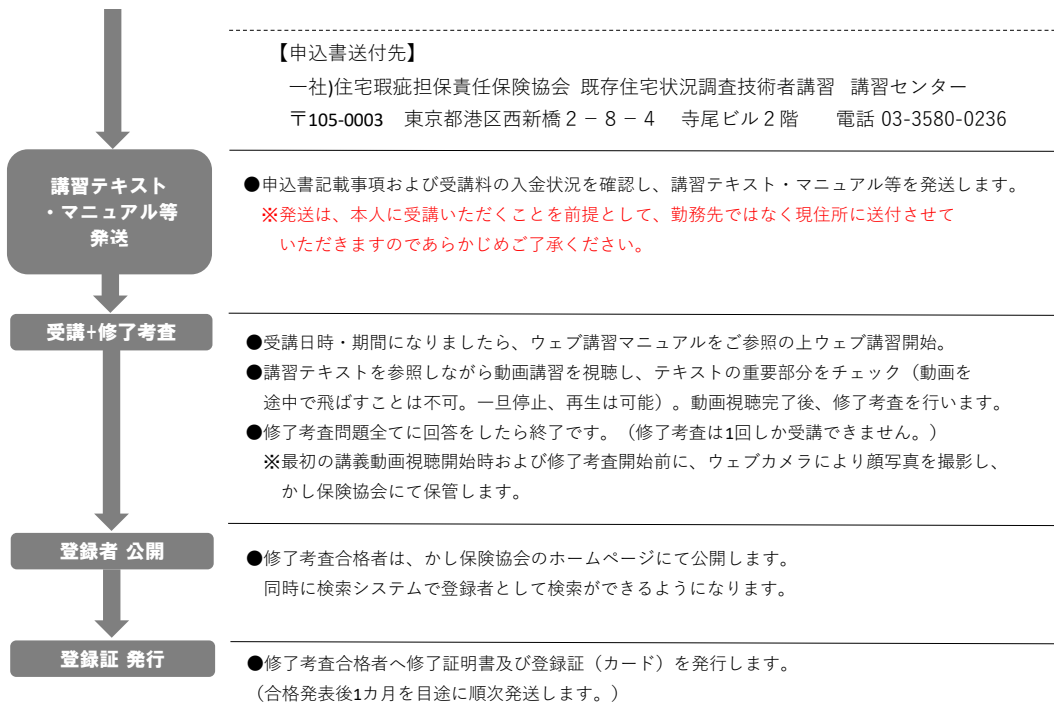 【申込書送付先】
一社)住宅瑕疵担保責任保険協会 既存住宅状況調査技術者講習 講習センター
〒105-0003 東京都港区西新橋２－８－４ 寺尾ビル２階 電話 03-3580-0236
講習テキスト
・マニュアル等
発送
●申込書記載事項および受講料の入金状況を確認し、講習テキスト・マニュアル等を発送します。
※発送は、本人に受講いただくことを前提として、勤務先ではなく現住所に送付させて
いただきますのであらかじめご了承ください。
受講+修了考査
●受講日時・期間になりましたら、ウェブ講習マニュアルをご参照の上ウェブ講習開始。
●講習テキストを参照しながら動画講習を視聴し、テキストの重要部分をチェック（動画を
途中で飛ばすことは不可。一旦停止、再生は可能）。動画視聴完了後、修了考査を行います。
●修了考査問題全てに回答をしたら終了です。（修了考査は1回しか受講できません。）
※最初の講義動画視聴開始時および修了考査開始前に、ウェブカメラにより顔写真を撮影し、
かし保険協会にて保管します。
登録者 公開
●修了考査合格者は、かし保険協会のホームページにて公開します。
同時に検索システムで登録者として検索ができるようになります。
登録証 発行
●修了考査合格者へ修了証明書及び登録証（カード）を発行します。
（合格発表後1カ月を目途に順次発送します。）